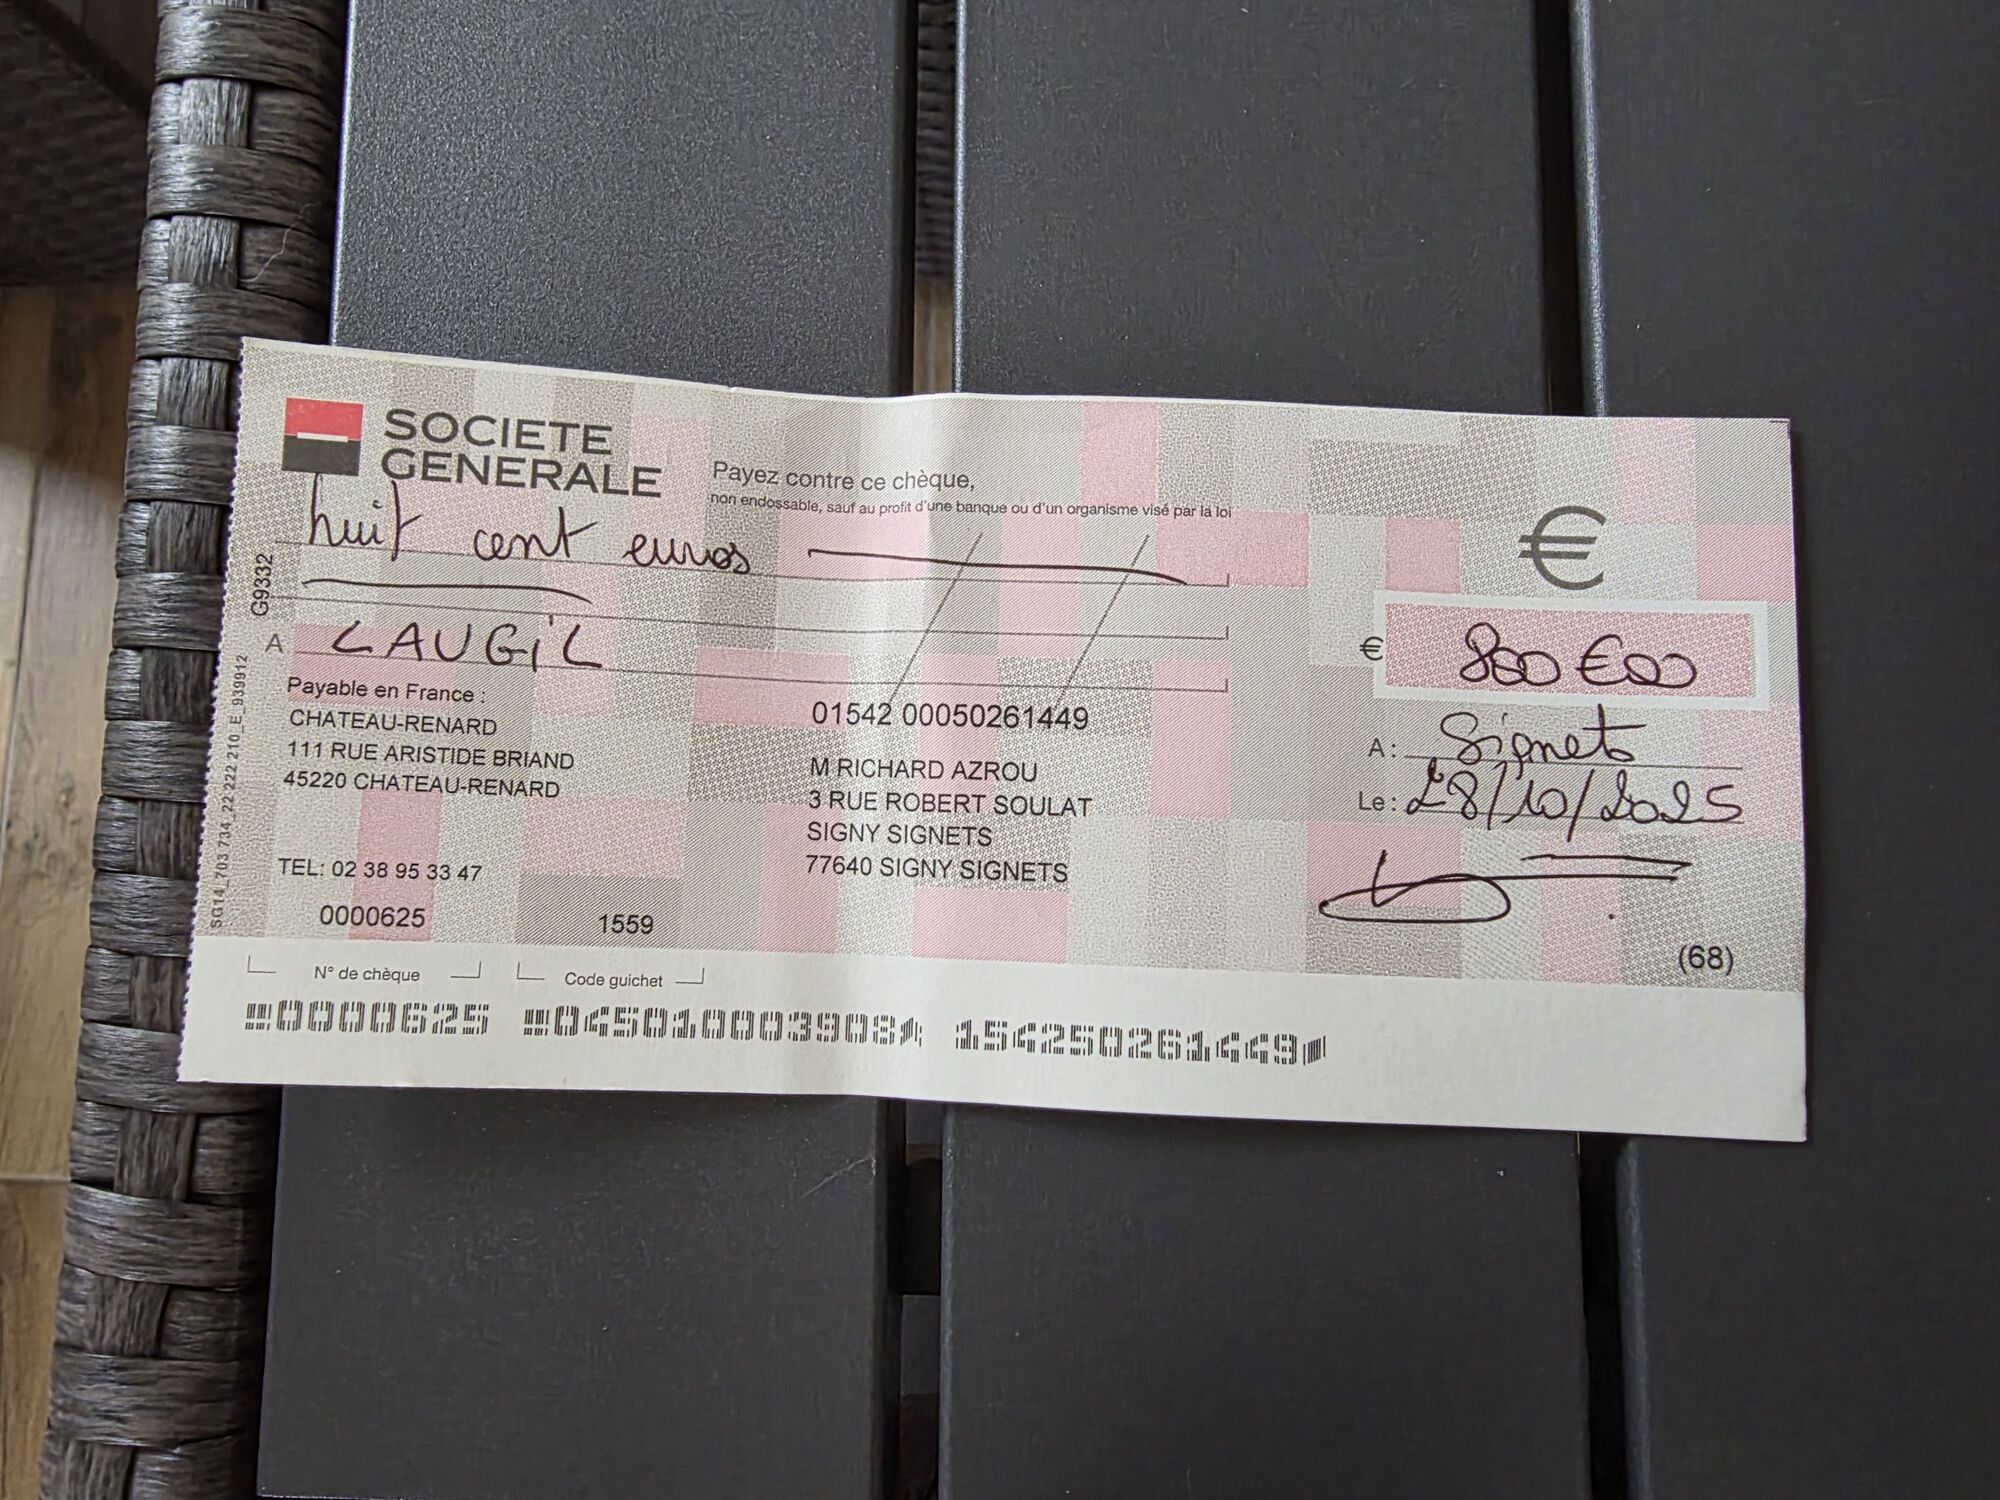 SOCIETE
GENERALE
Payez contre ce chèque,
non endossable, sauf au profit d'une banque ou d'un organisme visé par la loi
huit cent euros
€
G9332
A LAUGiL
€ 800 €00
Payable en France :
CHATEAU-RENARD
111 RUE ARISTIDE BRIAND
45220 CHATEAU-RENARD
TEL: 02 38 95 33 47
01542 00050261449
M RICHARD AZROU
3 RUE ROBERT SOULAT
SIGNY SIGNETS
77640 SIGNY SIGNETS
A : Signets
Le : 28/10/2025
SG14_703 734_22 222 210_E_939912
0000625
1559
(68)
N° de chèque
Code guichet
0000625 045010003908 154250261449